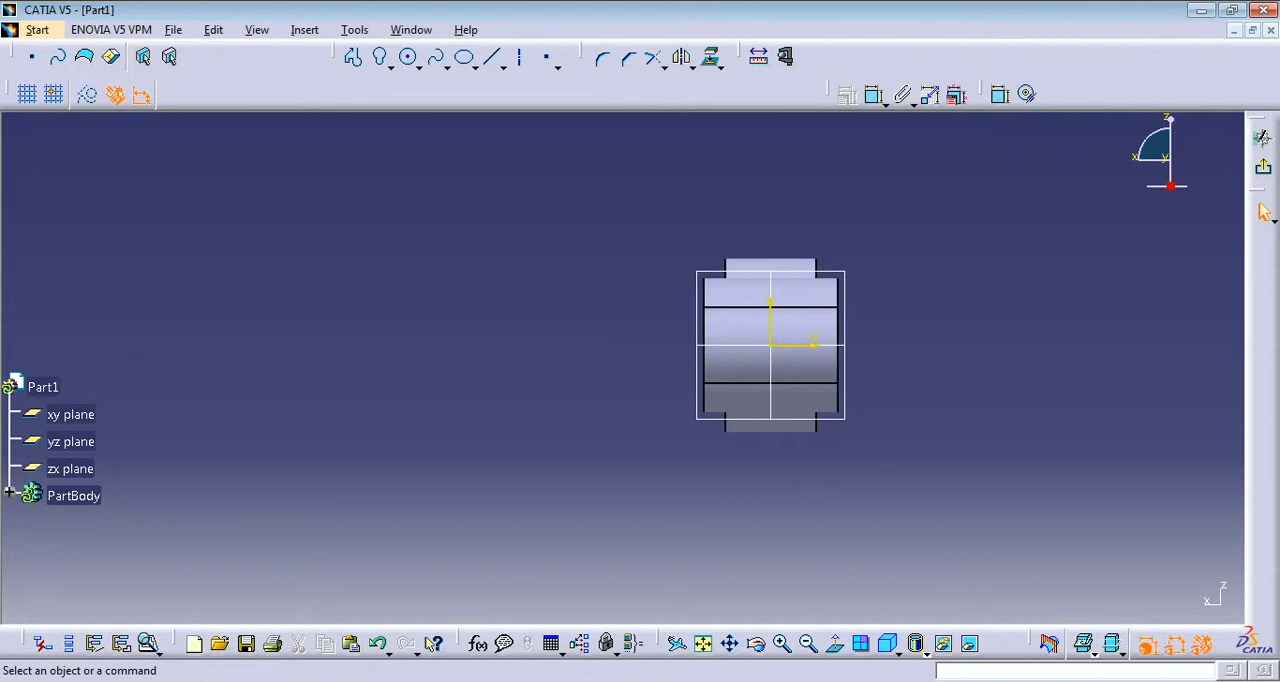 CATIA V5 - [Part1]
Start ENOVIA V5 VPM File Edit View Insert Tools Window Help
z
x y
Part1
xy plane
yz plane
zx plane
PartBody
z
x
f(x)
CATIA
Select an object or a command